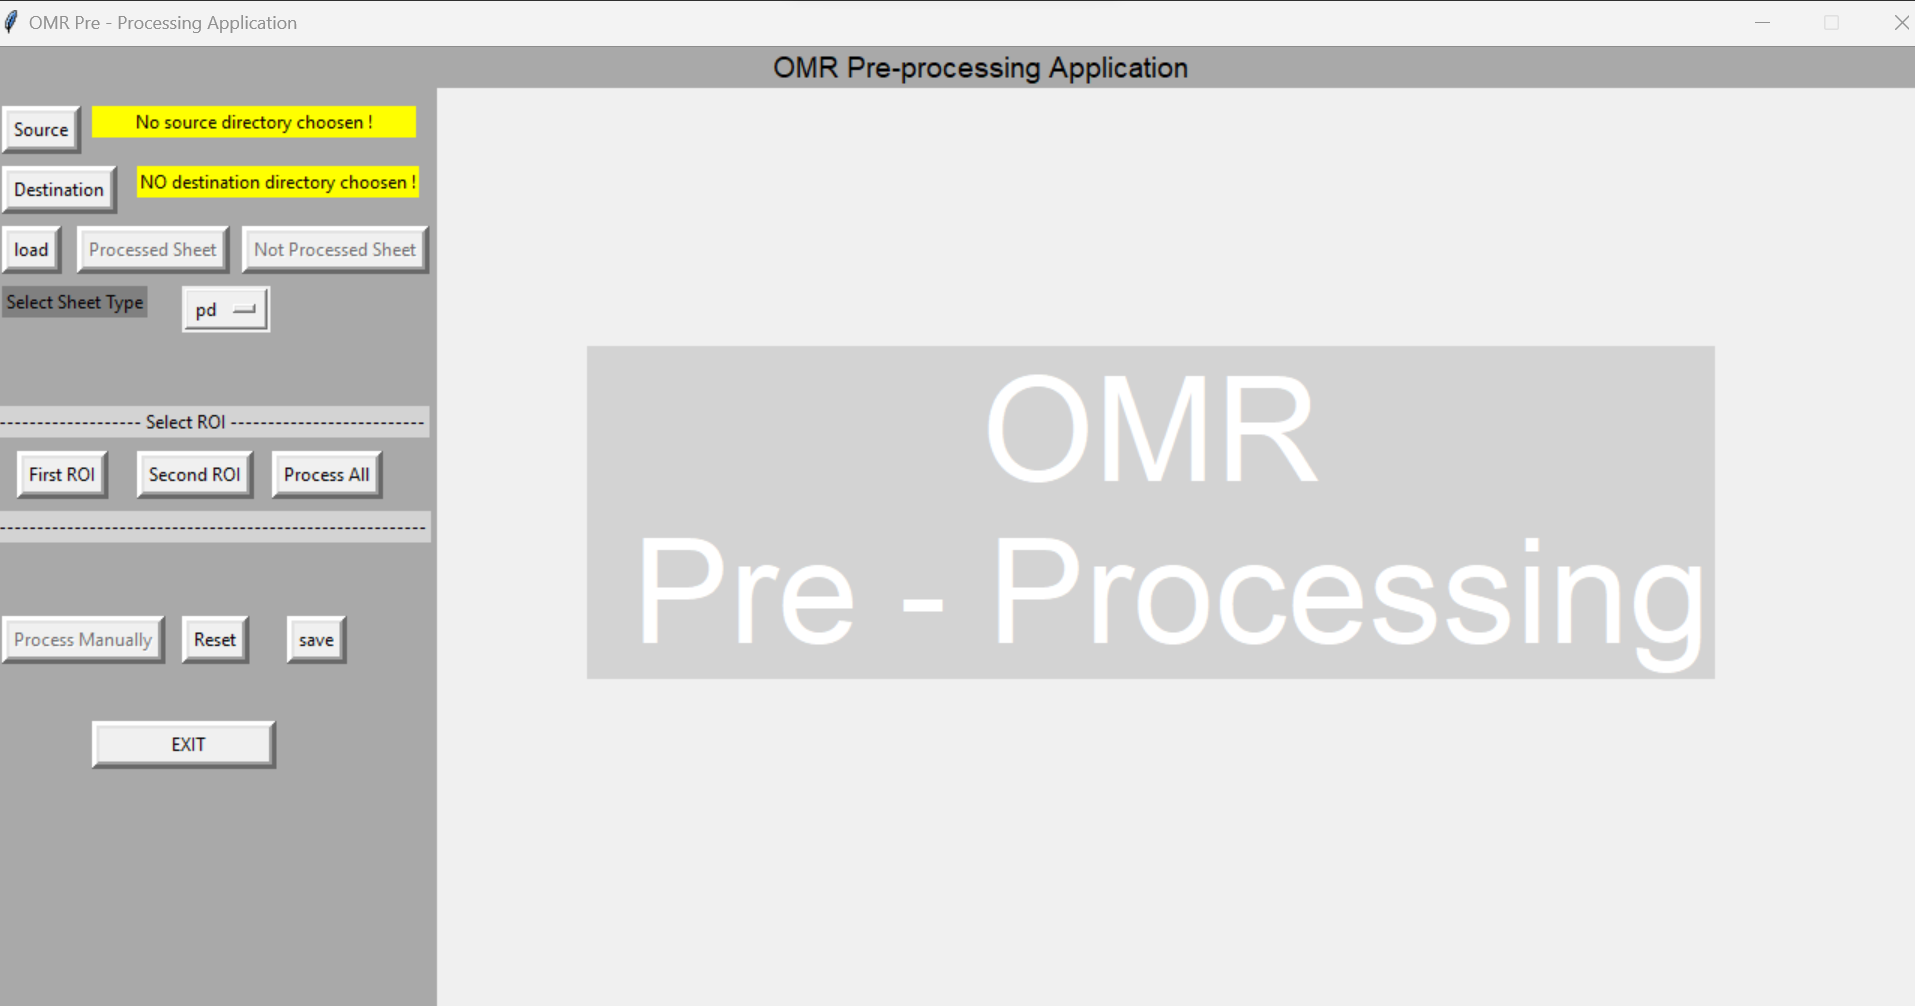 OMR Pre - Processing Application
OMR Pre-processing Application
Source No source directory choosen !
Destination NO destination directory choosen !
load Processed Sheet Not Processed Sheet
Select Sheet Type pd
------------------- Select ROI --------------------------
First ROI Second ROI Process All
---------------------------------------------------------
Process Manually Reset save
EXIT
OMR
Pre - Processing